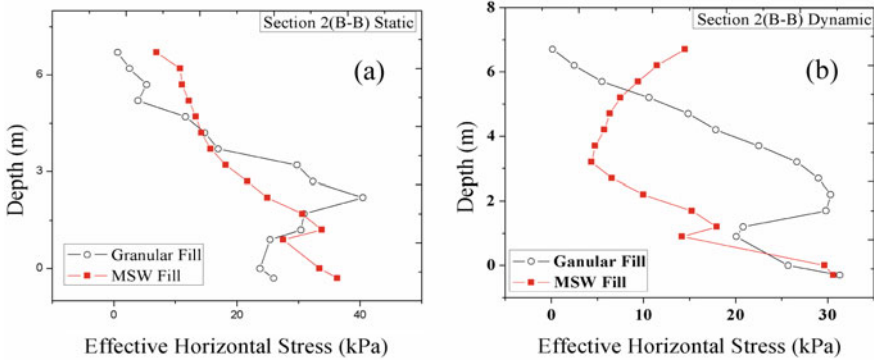 Section 2(B-B) Static
(a)
6
3
0
Depth (m)
Granular Fill
MSW Fill
0 20 40
Effective Horizontal Stress (kPa)
Section 2(B-B) Dynamic
(b)
8
6
4
2
0
Depth (m)
Ganular Fill
MSW Fill
0 10 20 30
Effective Horizontal Stress (kPa)